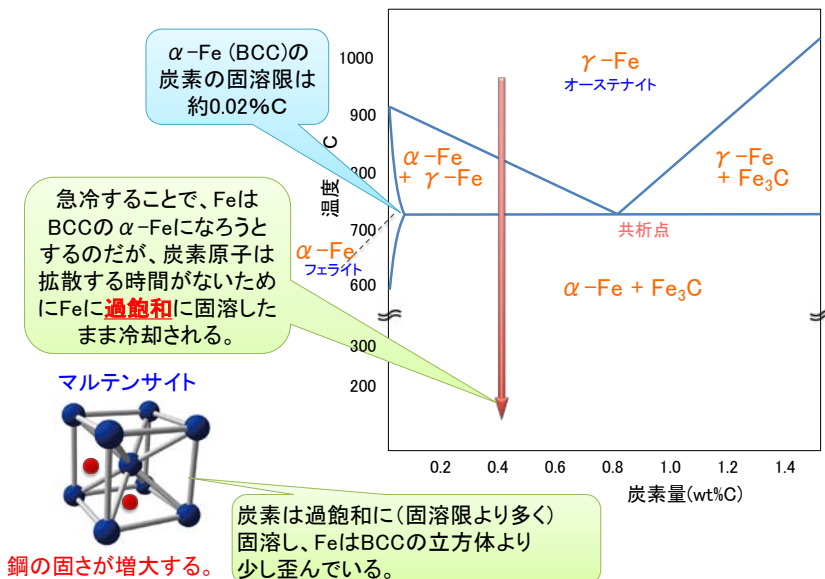 α-Fe (BCC)の
炭素の固溶限は
約0.02%C
急冷することで、Feは
BCCのα-Feになろうと
するのだが、炭素原子は
拡散する時間がないため
にFeに過飽和に固溶した
まま冷却される。
マルテンサイト
鋼の固さが増大する。
炭素は過飽和に(固溶限より多く)
固溶し、FeはBCCの立方体より
少し歪んでいる。
温度 C
1000
900
800
700
600
300
200
γ-Fe
オーステナイト
α-Fe
+ γ-Fe
γ-Fe
+ Fe₃C
共析点
α-Fe
フェライト
α-Fe + Fe₃C
0.2 0.4 0.6 0.8 1.0 1.2 1.4
炭素量(wt%C)